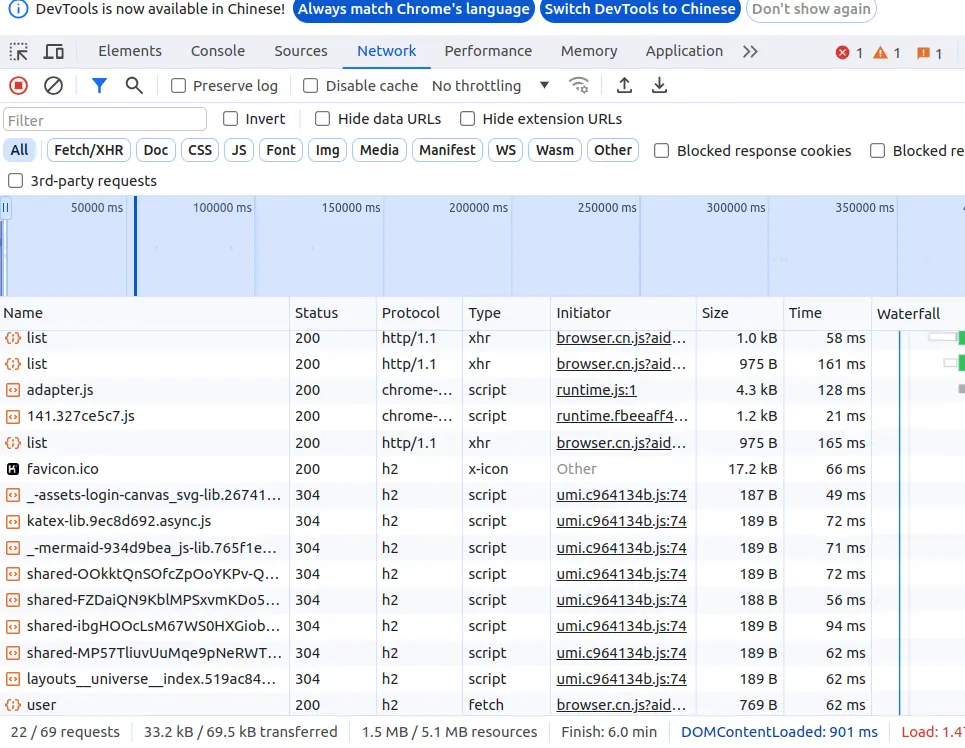 DevTools is now available in Chinese! Always match Chrome's language Switch DevTools to Chinese Don't show again
Elements Console Sources Network Performance Memory Application 1 1 1
Preserve log Disable cache No throttling
Filter Invert Hide data URLs Hide extension URLs
All Fetch/XHR Doc CSS JS Font Img Media Manifest WS Wasm Other Blocked response cookies Blocked re
3rd-party requests
50000 ms 100000 ms 150000 ms 200000 ms 250000 ms 300000 ms 350000 ms
Name Status Protocol Type Initiator Size Time Waterfall
list 200 http/1.1 xhr browser.cn.js?aid… 1.0 kB 58 ms
list 200 http/1.1 xhr browser.cn.js?aid… 975 B 161 ms
adapter.js 200 chrome-… script runtime.js:1 4.3 kB 128 ms
141.327ce5c7.js 200 chrome-… script runtime.fbeeaff4… 1.2 kB 21 ms
list 200 http/1.1 xhr browser.cn.js?aid… 975 B 165 ms
favicon.ico 200 h2 x-icon Other 17.2 kB 66 ms
_-assets-login-canvas_svg-lib.26741… 304 h2 script umi.c964134b.js:74 187 B 49 ms
katex-lib.9ec8d692.async.js 304 h2 script umi.c964134b.js:74 189 B 72 ms
_-mermaid-934d9bea_js-lib.765f1e… 304 h2 script umi.c964134b.js:74 189 B 71 ms
shared-OOkktQnSOfcZpOoYKPv-Q… 304 h2 script umi.c964134b.js:74 189 B 72 ms
shared-FZDaiQN9KblMPSxvmKDo5… 304 h2 script umi.c964134b.js:74 188 B 56 ms
shared-ibgHOOcLsM67WS0HXGiob… 304 h2 script umi.c964134b.js:74 189 B 94 ms
shared-MP57TliuvUuMqe9pNeRWT… 304 h2 script umi.c964134b.js:74 189 B 62 ms
layouts__universe__index.519ac84… 304 h2 script umi.c964134b.js:74 189 B 62 ms
user 200 h2 fetch browser.cn.js?aid… 769 B 62 ms
22 / 69 requests 33.2 kB / 69.5 kB transferred 1.5 MB / 5.1 MB resources Finish: 6.0 min DOMContentLoaded: 901 ms Load: 1.47